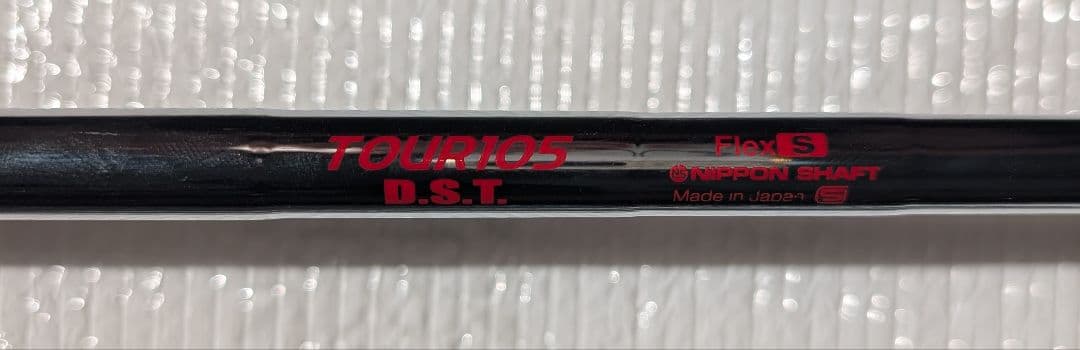 TOUR105
D.S.T.
Flex S
NIPPON SHAFT
Made in Japan S